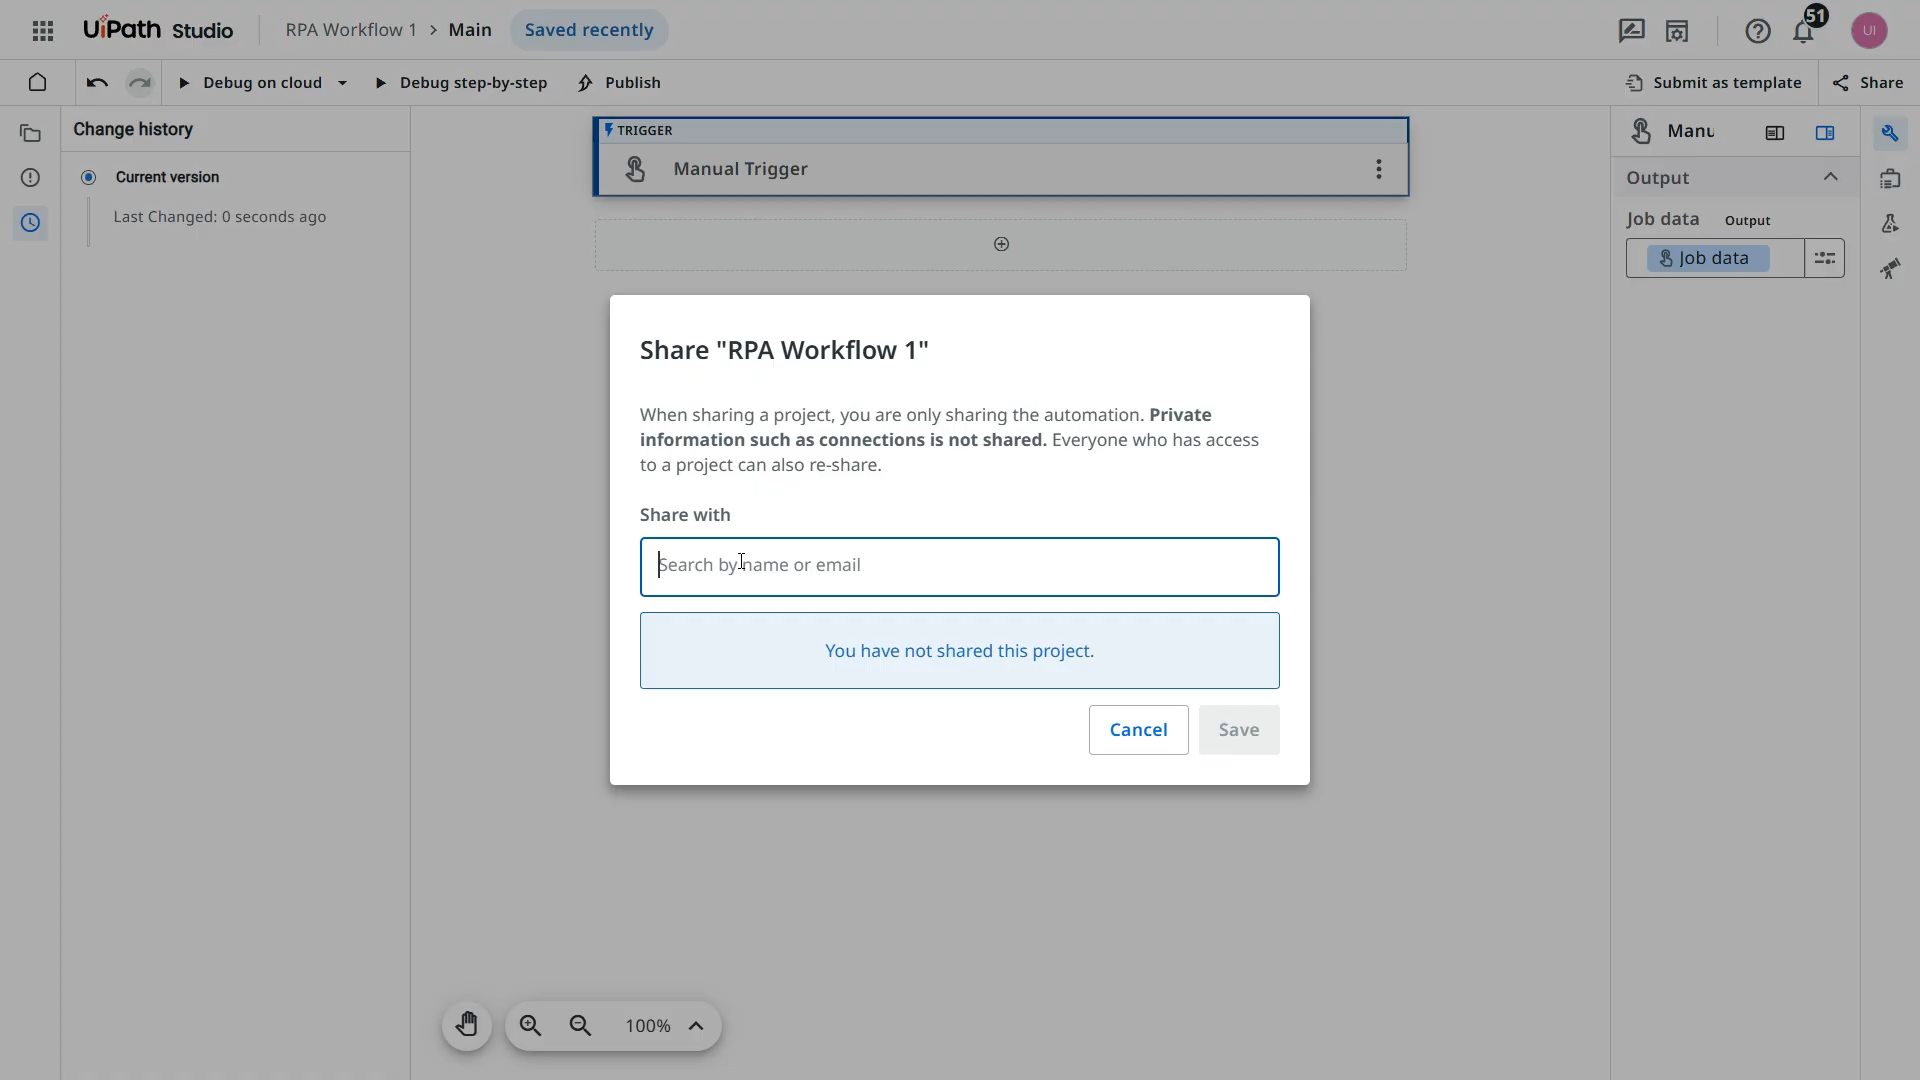 UiPath Studio
RPA Workflow 1 > Main
Saved recently
51
UI
Debug on cloud
Debug step-by-step
Publish
Submit as template
Share
Change history
Current version
Last Changed: 0 seconds ago
TRIGGER
Manual Trigger
Manu
Output
Job data Output
Job data
Share "RPA Workflow 1"
When sharing a project, you are only sharing the automation. Private
information such as connections is not shared. Everyone who has access
to a project can also re-share.
Share with
Search by name or email
You have not shared this project.
Cancel
Save
100%